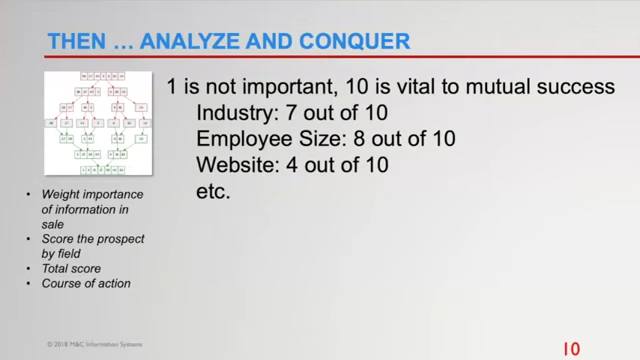 THEN … ANALYZE AND CONQUER
1 is not important, 10 is vital to mutual success
Industry: 7 out of 10
Employee Size: 8 out of 10
Website: 4 out of 10
etc.
• Weight importance
of information in
sale
• Score the prospect
by field
• Total score
• Course of action
© 2018 M&C Information Systems
10